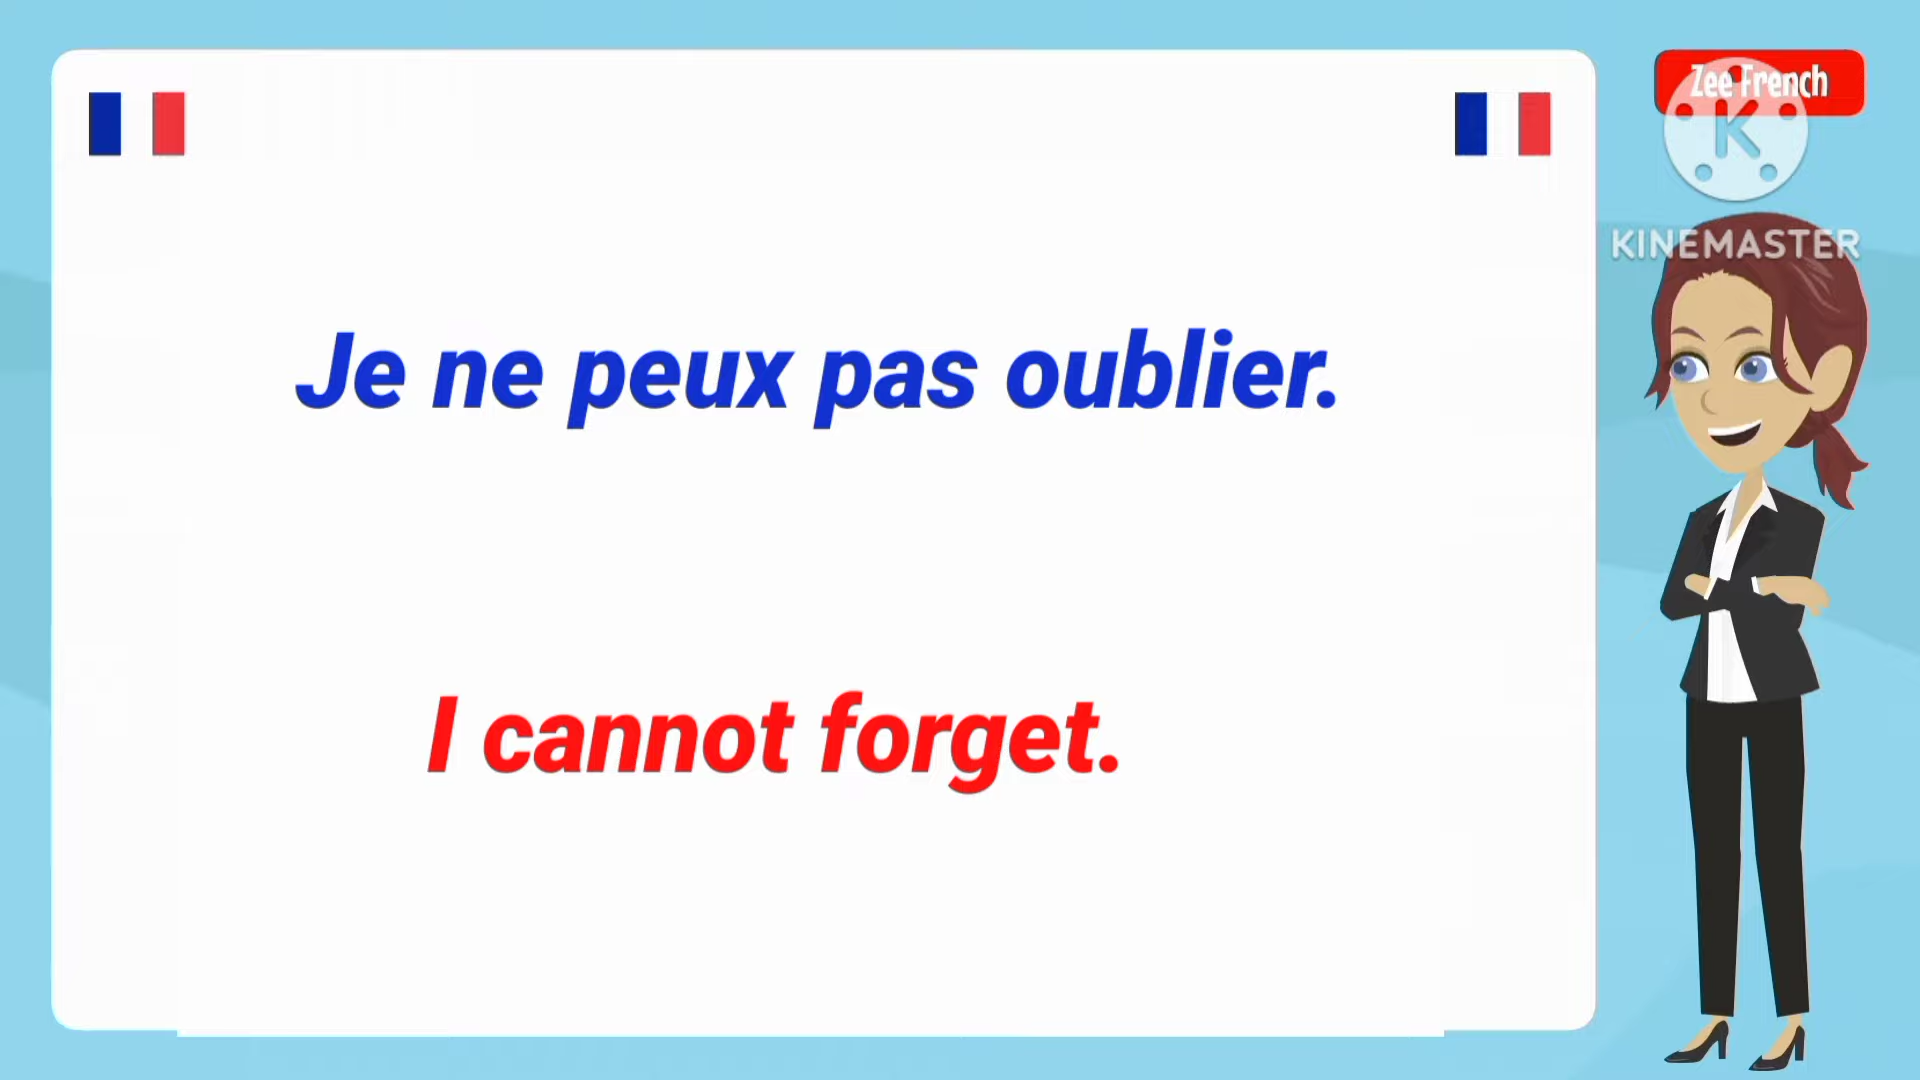 Zee French
K
KINEMASTER
Je ne peux pas oublier.
I cannot forget.